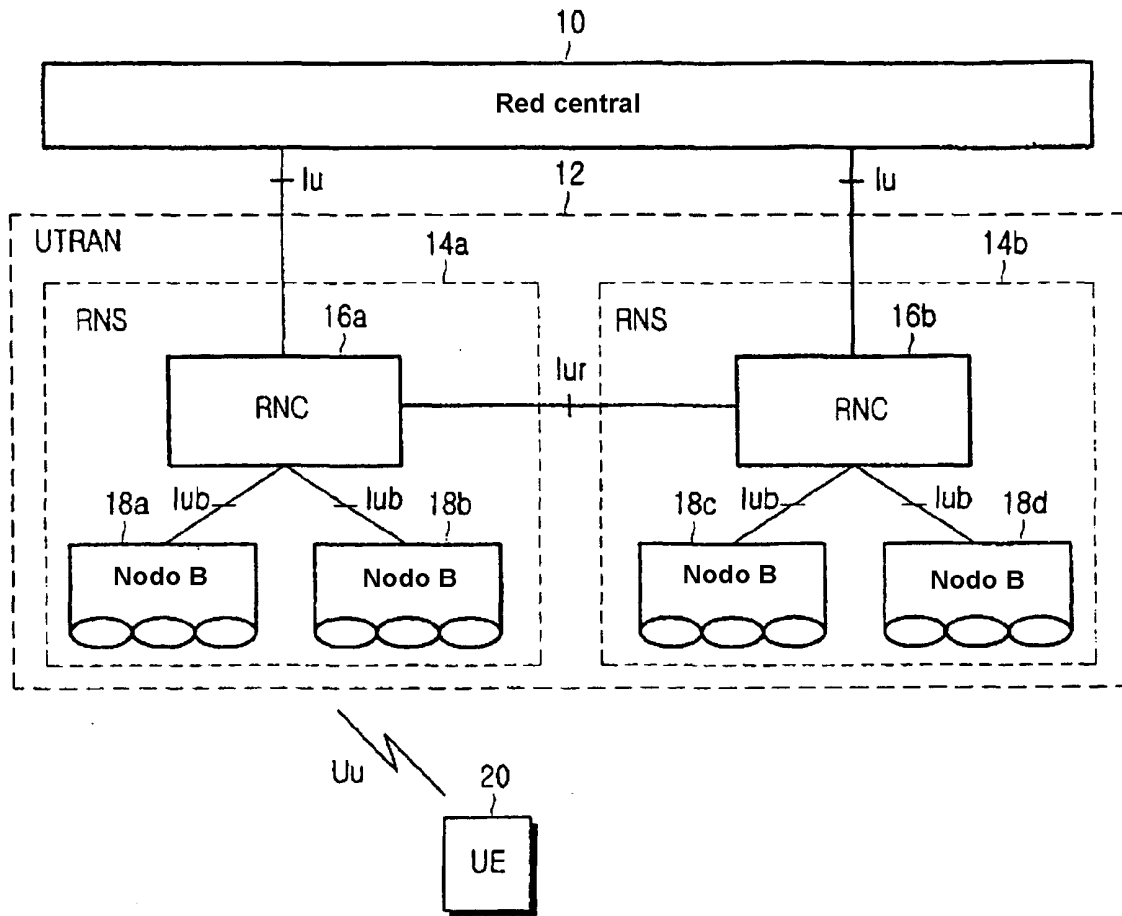 10
Red central
Iu
12
Iu
UTRAN
14a
14b
RNS
16a
RNS
16b
RNC
Iur
RNC
18a
Iub
Iub
18b
18c
Iub
Iub
18d
Nodo B
Nodo B
Nodo B
Nodo B
Uu
20
UE